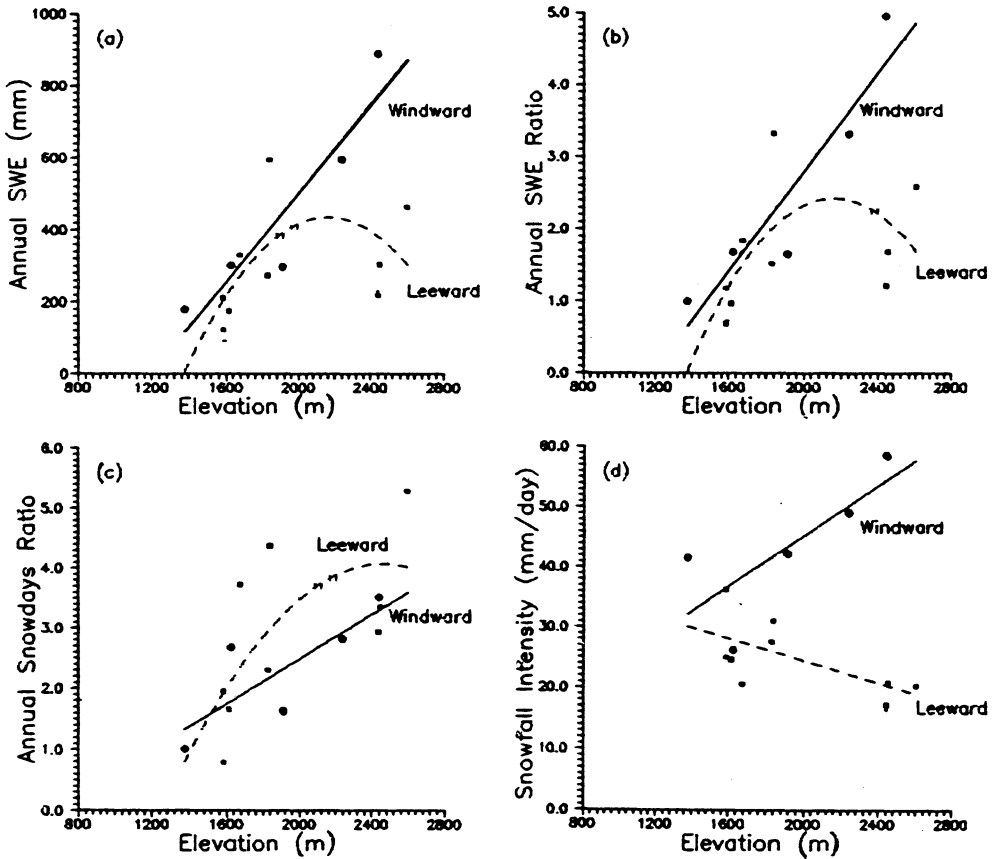 1000
800
600
400
200
0
Annual SWE (mm)
(a)
Windward
Leeward
800 1200 1600 2000 2400 2800
Elevation (m)
5.0
4.0
3.0
2.0
1.0
0.0
Annual SWE Ratio
(b)
Windward
Leeward
800 1200 1600 2000 2400 2800
Elevation (m)
6.0
5.0
4.0
3.0
2.0
1.0
0.0
Annual Snowdays Ratio
(c)
Leeward
Windward
800 1200 1600 2000 2400 2800
Elevation (m)
60.0
50.0
40.0
30.0
20.0
10.0
0.0
Snowfall Intensity (mm/day)
(d)
Windward
Leeward
800 1200 1600 2000 2400 2800
Elevation (m)